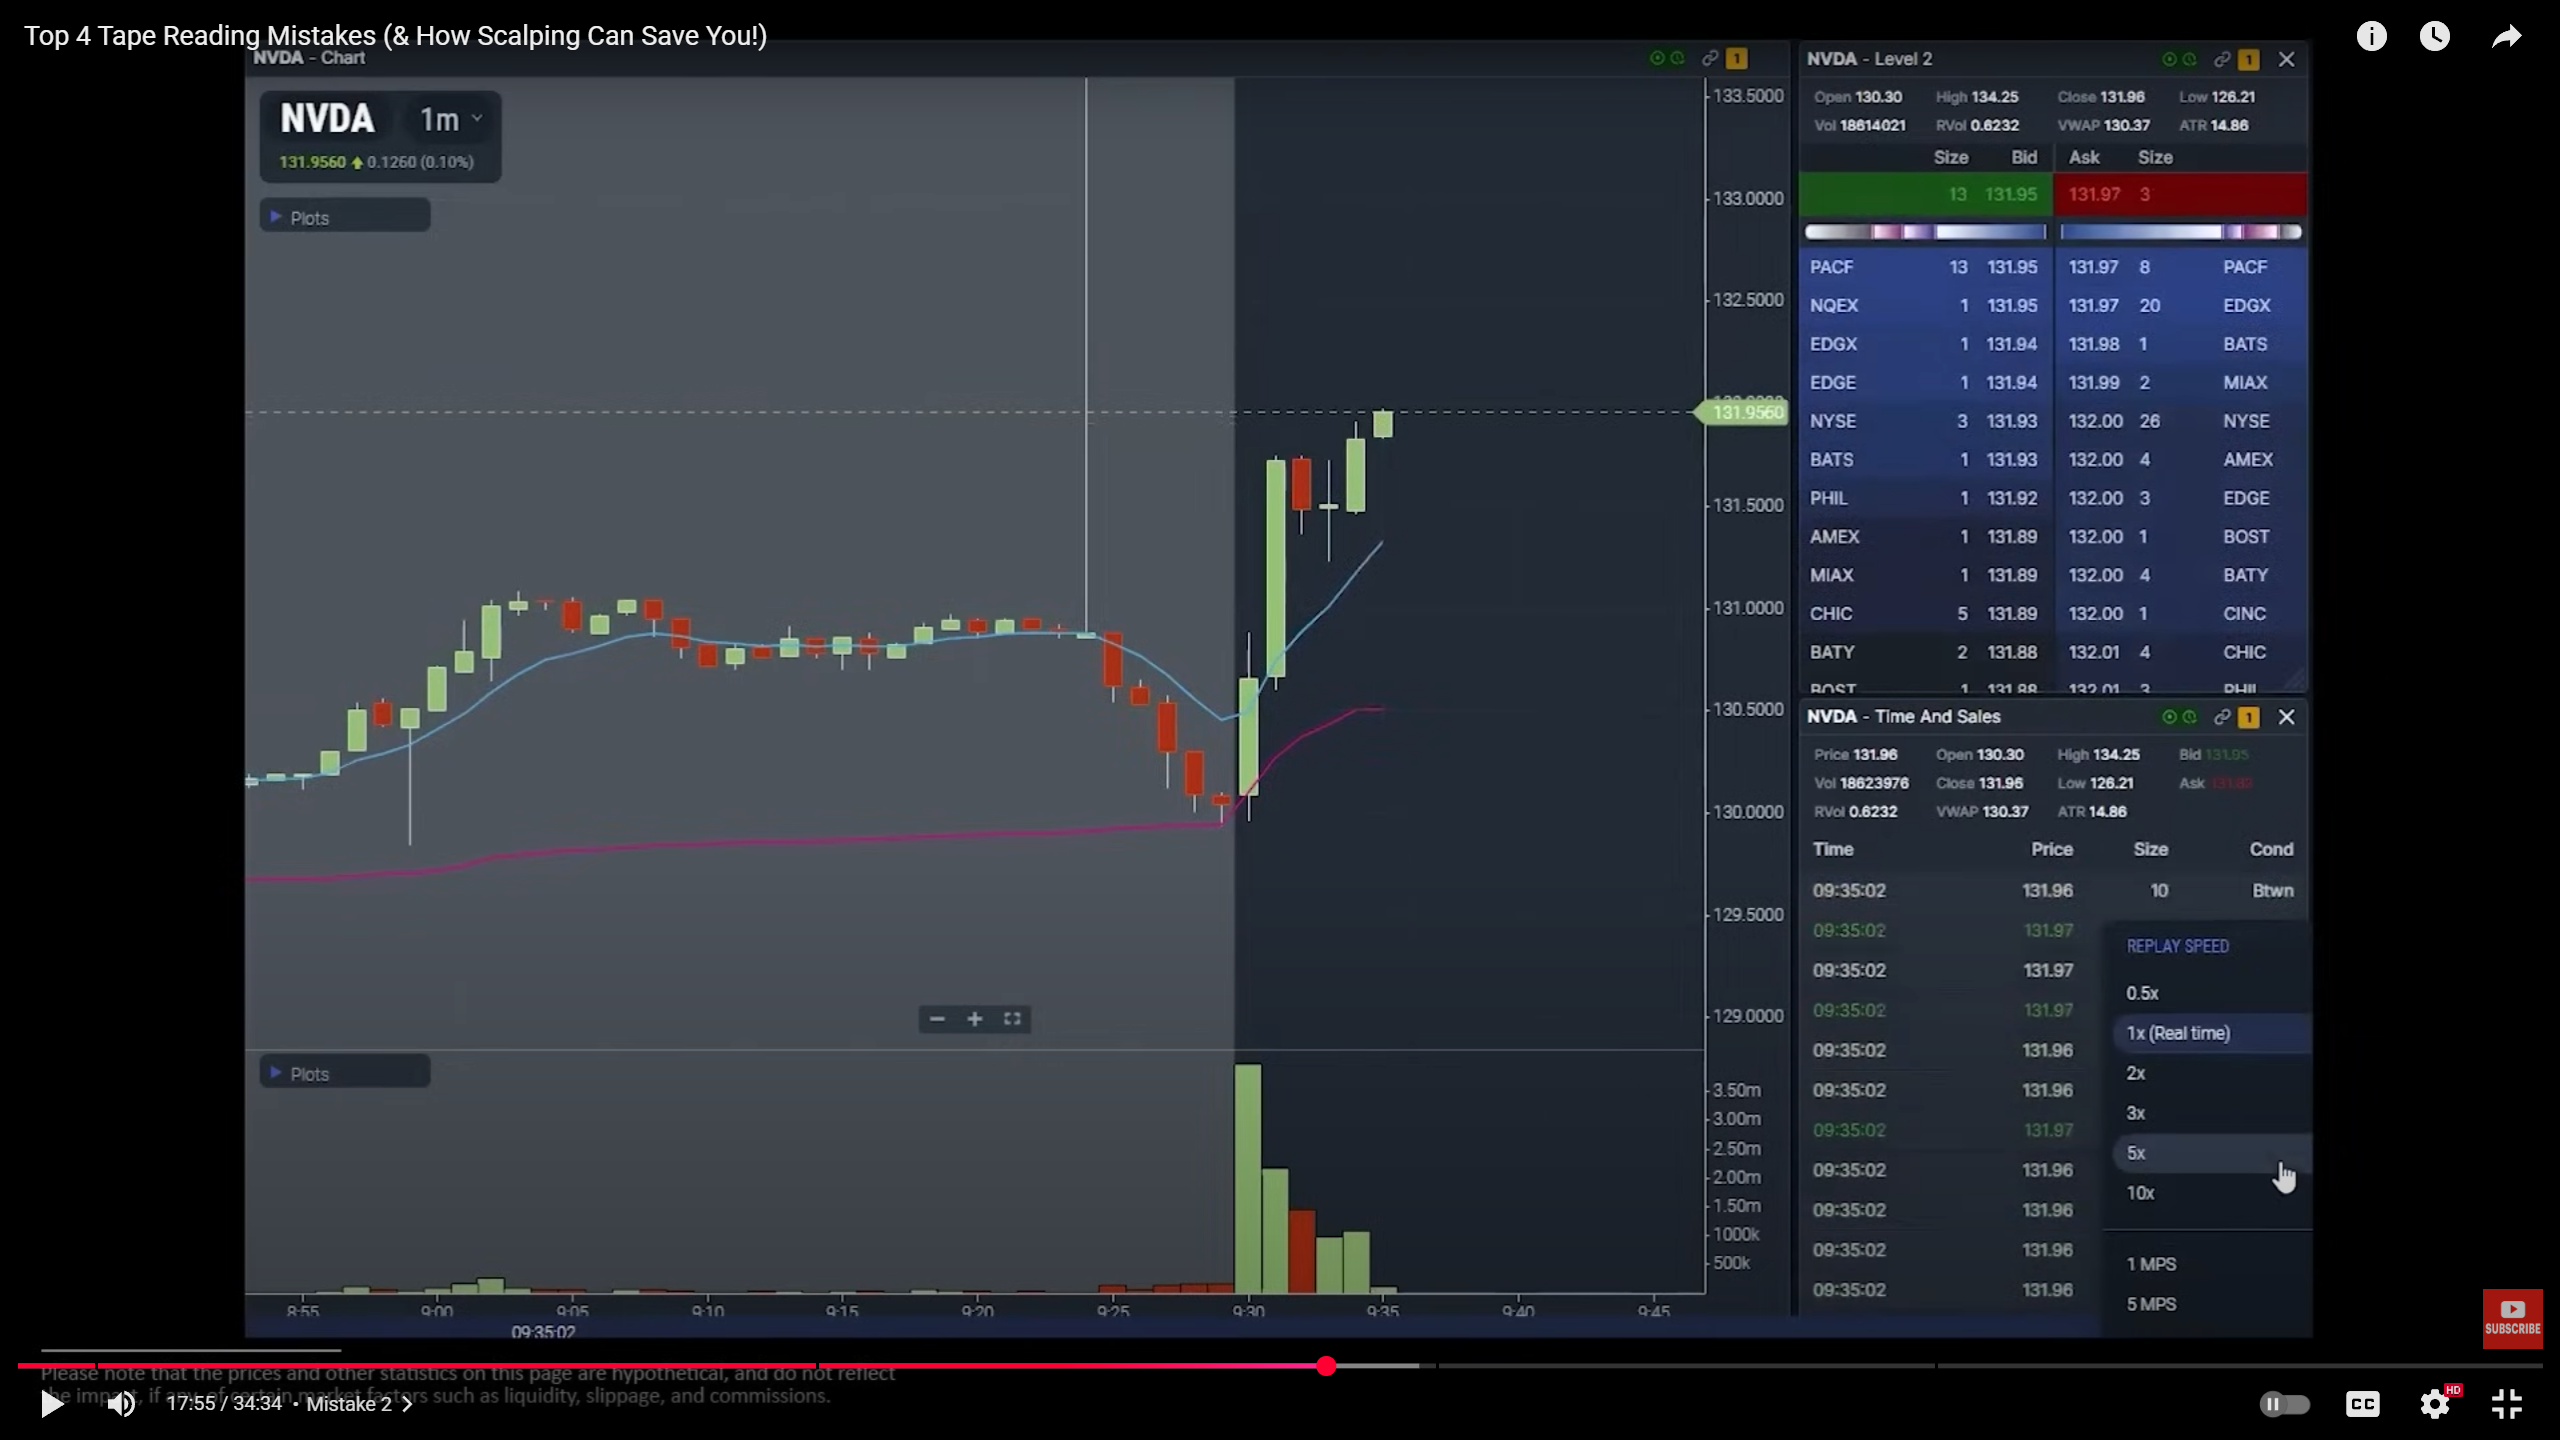 Top 4 Tape Reading Mistakes (& How Scalping Can Save You!)
NVDA - Chart
1
NVDA 1m
131.9560 0.1260 (0.10%)
Plots
133.5000
133.0000
132.5000
131.9560
131.5000
131.0000
130.5000
130.0000
129.5000
129.0000
Plots
3.50m
3.00m
2.50m
2.00m
1.50m
1000k
500k
8:55 9:00 9:05 9:10 9:15 9:20 9:25 9:30 9:35 9:40 9:45
09:35:02
NVDA - Level 2
1
Open 130.30 High 134.25 Close 131.96 Low 126.21
Vol 18614021 RVol 0.6232 VWAP 130.37 ATR 14.86
Size Bid Ask Size
13 131.95 131.97 3
PACF 13 131.95 131.97 8 PACF
NQEX 1 131.95 131.97 20 EDGX
EDGX 1 131.94 131.98 1 BATS
EDGE 1 131.94 131.99 2 MIAX
NYSE 3 131.93 132.00 26 NYSE
BATS 1 131.93 132.00 4 AMEX
PHIL 1 131.92 132.00 3 EDGE
AMEX 1 131.89 132.00 1 BOST
MIAX 1 131.89 132.00 4 BATY
CHIC 5 131.89 132.00 1 CINC
BATY 2 131.88 132.01 4 CHIC
BOST 1 131.88 132.01 3 PHIL
NVDA - Time And Sales
1
Price 131.96 Open 130.30 High 134.25 Bid 131.95
Vol 18623976 Close 131.96 Low 126.21 Ask
RVol 0.6232 VWAP 130.37 ATR 14.86
Time Price Size Cond
09:35:02 131.96 10 Btwn
09:35:02 131.97
09:35:02 131.97
09:35:02 131.97
09:35:02 131.96
09:35:02 131.96
09:35:02 131.97
09:35:02 131.96
09:35:02 131.96
09:35:02 131.96
09:35:02 131.96
REPLAY SPEED
0.5x
1x (Real time)
2x
3x
5x
10x
1 MPS
5 MPS
SUBSCRIBE
Please note that the prices and other statistics on this page are hypothetical, and do not reflect
the impact, if any, of certain market factors such as liquidity, slippage, and commissions.
17:55 / 34:34 • Mistake 2
CC
HD